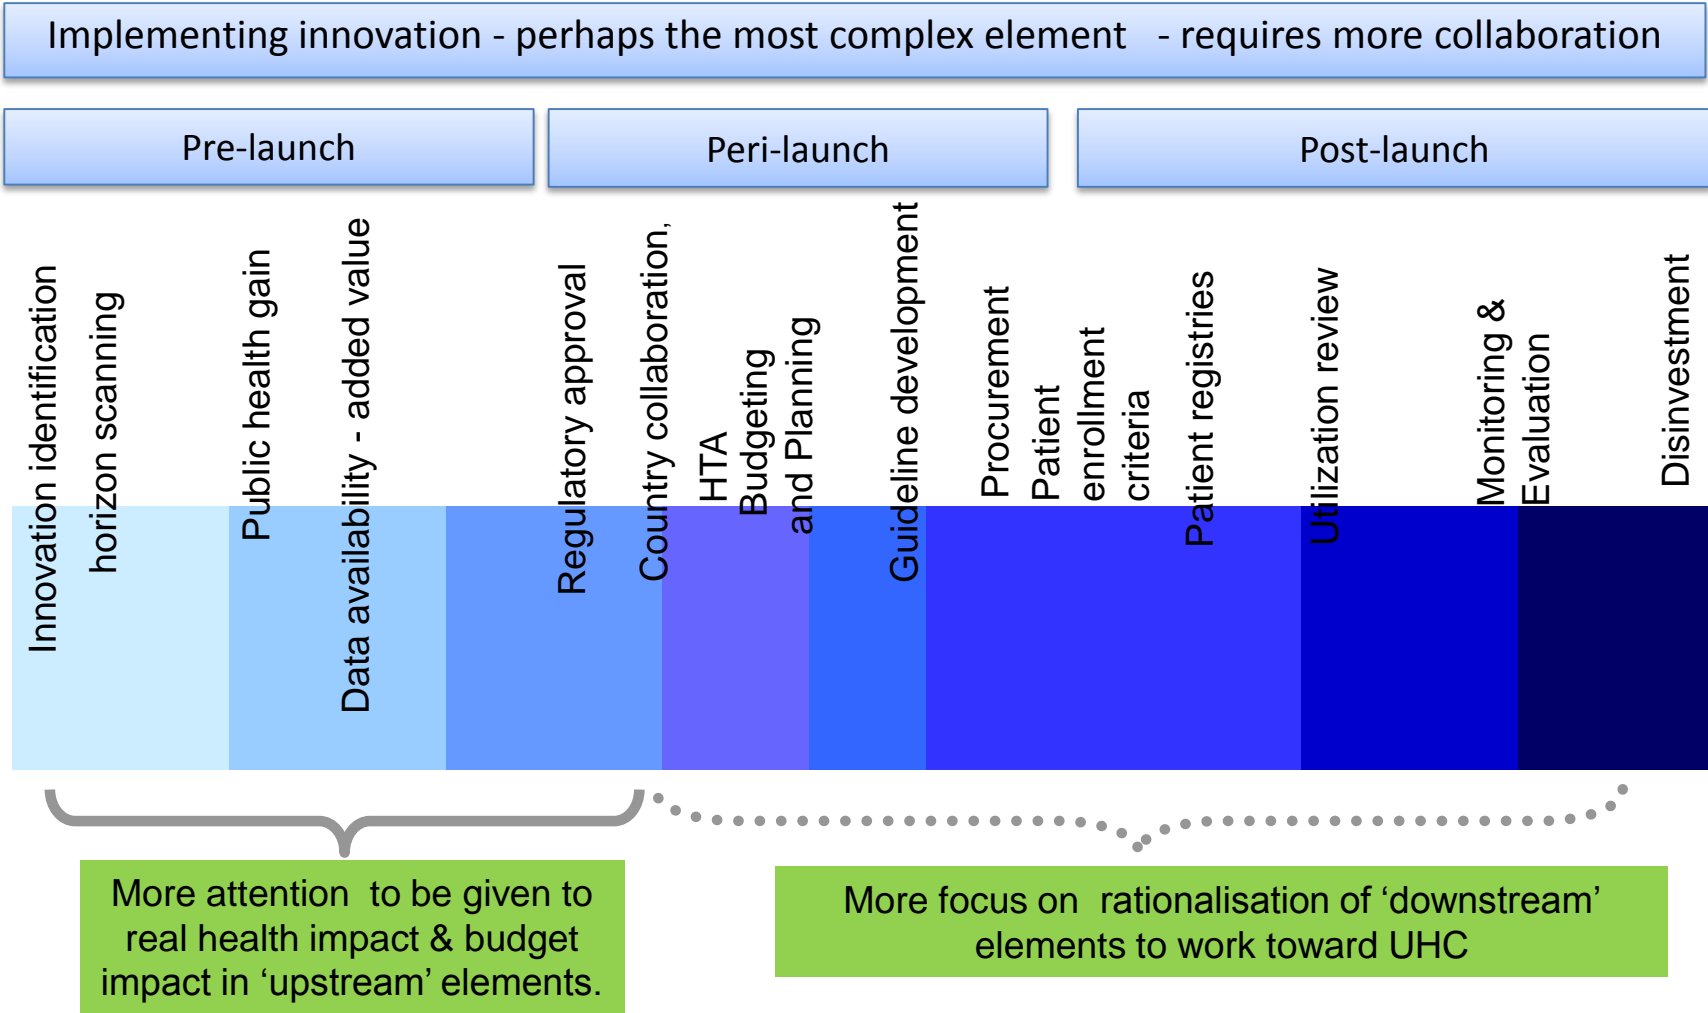 Implementing innovation - perhaps the most complex element - requires more collaboration
Pre-launch
Peri-launch
Post-launch
Innovation identification
horizon scanning
Public health gain
Data availability - added value
Regulatory approval
Country collaboration,
HTA
Budgeting
and Planning
Guideline development
Procurement
Patient
enrollment
criteria
Patient registries
Utilization review
Monitoring &
Evaluation
Disinvestment
More attention to be given to
real health impact & budget
impact in ‘upstream’ elements.
More focus on rationalisation of ‘downstream’
elements to work toward UHC